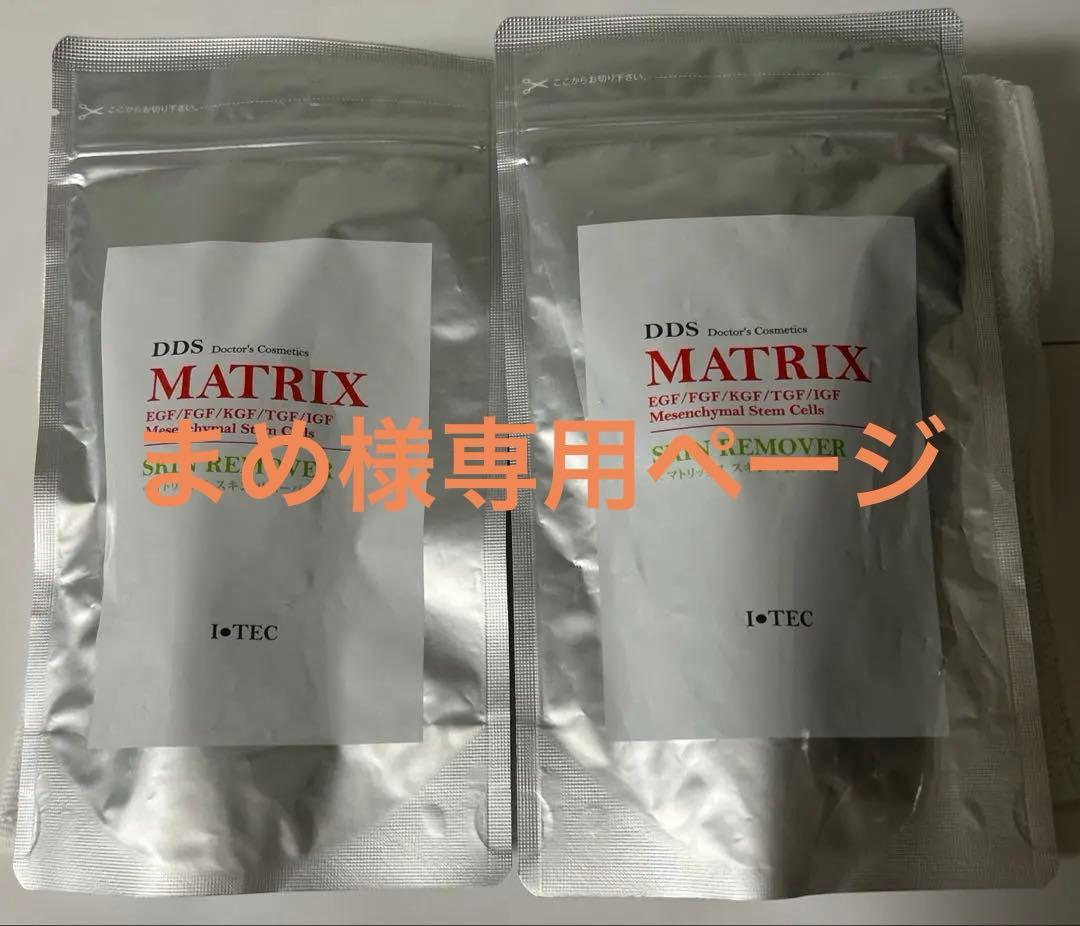 ここからお切り下さい。
DDS Doctor's Cosmetics
MATRIX
EGF/FGF/KGF/TGF/IGF
Mesenchymal Stem Cells
SKIN REMOVER
I●TEC
ここからお切り下さい。
DDS Doctor's Cosmetics
MATRIX
EGF/FGF/KGF/TGF/IGF
Mesenchymal Stem Cells
SKIN REMOVER
I●TEC
まめ様専用ページ